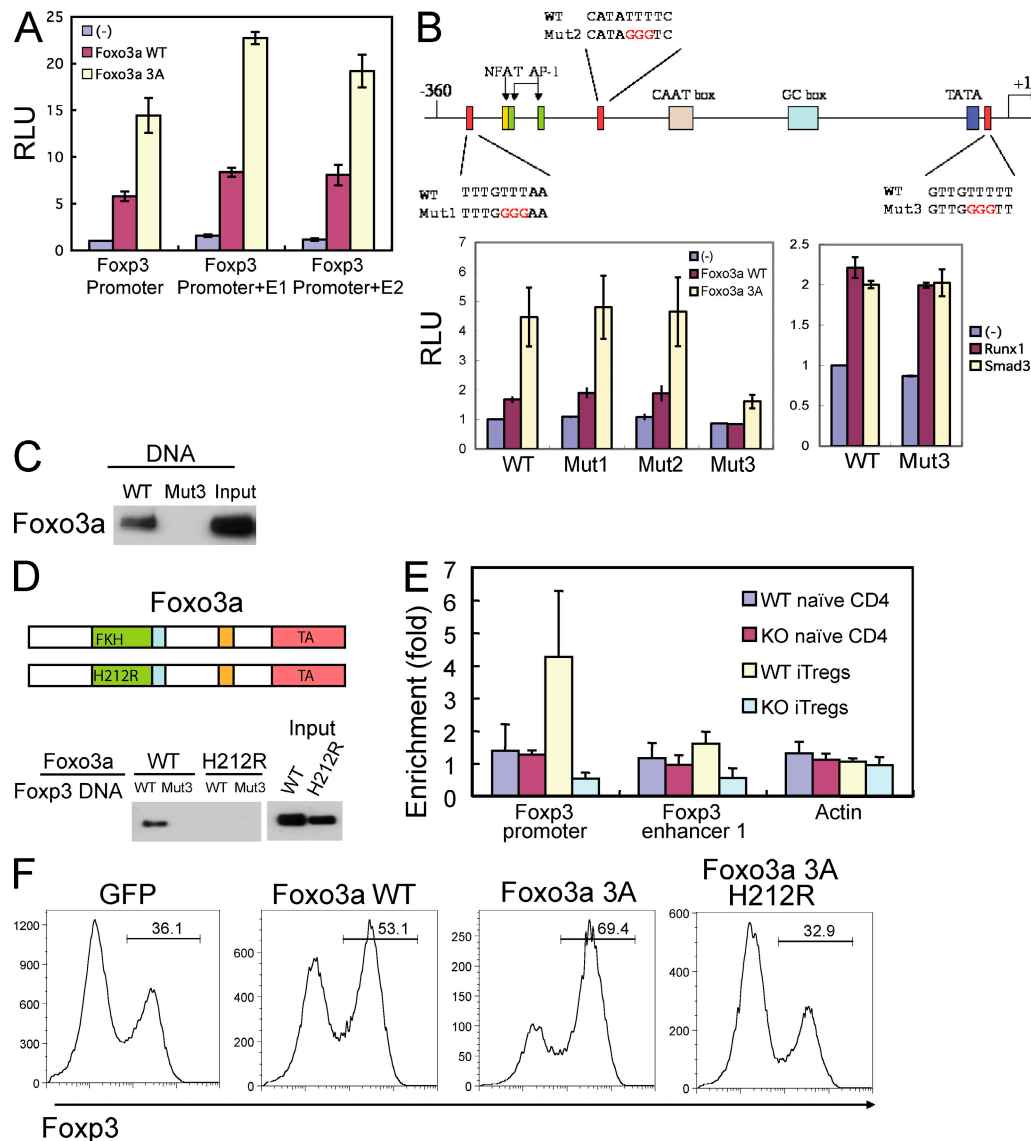 A
25
20
15
10
5
0
RLU
(-)
Foxo3a WT
Foxo3a 3A
Foxp3 Promoter
Foxp3 Promoter+E1
Foxp3 Promoter+E2
B
WT CATATTTTC
Mut2 CATAGGGTC
NFAT AP-1
-360
CAAT box
GC box
TATA
+1
WT TTTGTTTAA
Mut1 TTTGGGGAA
WT GTTGTTTTT
Mut3 GTTGGGGTT
7
6
5
4
3
2
1
0
RLU
(-)
Foxo3a WT
Foxo3a 3A
WT Mut1 Mut2 Mut3
2.5
2
1.5
1
0.5
0
(-)
Runx1
Smad3
WT Mut3
C
DNA
WT Mut3 Input
Foxo3a
D
Foxo3a
FKH TA
H212R TA
Input
Foxo3a WT H212R WT H212R
Foxp3 DNA WT Mut3 WT Mut3
E
7
6
5
4
3
2
1
0
Enrichment (fold)
WT naïve CD4
KO naïve CD4
WT iTregs
KO iTregs
Foxp3 promoter
Foxp3 enhancer 1
Actin
F
GFP
36.1
1200
900
600
300
0
Foxo3a WT
53.1
600
400
200
0
Foxo3a 3A
69.4
250
200
150
100
50
0
Foxo3a 3A
H212R
32.9
600
400
200
0
Foxp3